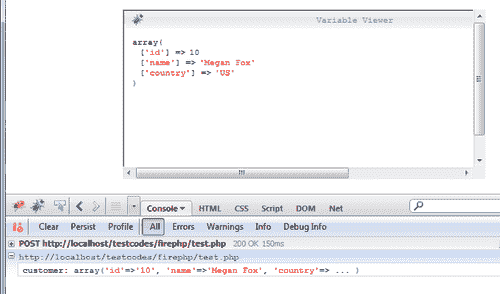 Variable Viewer
array(
['id'] => 10
['name'] => 'Megan Fox'
['country'] => 'US'
)
Console HTML CSS Script DOM Net
Clear Persist Profile All Errors Warnings Info Debug Info
POST http://localhost/testcodes/firephp/test.php 200 OK 150ms
http://localhost/testcodes/firephp/test.php
customer: array('id'=>'10', 'name'=>'Megan Fox', 'country'=> ... )